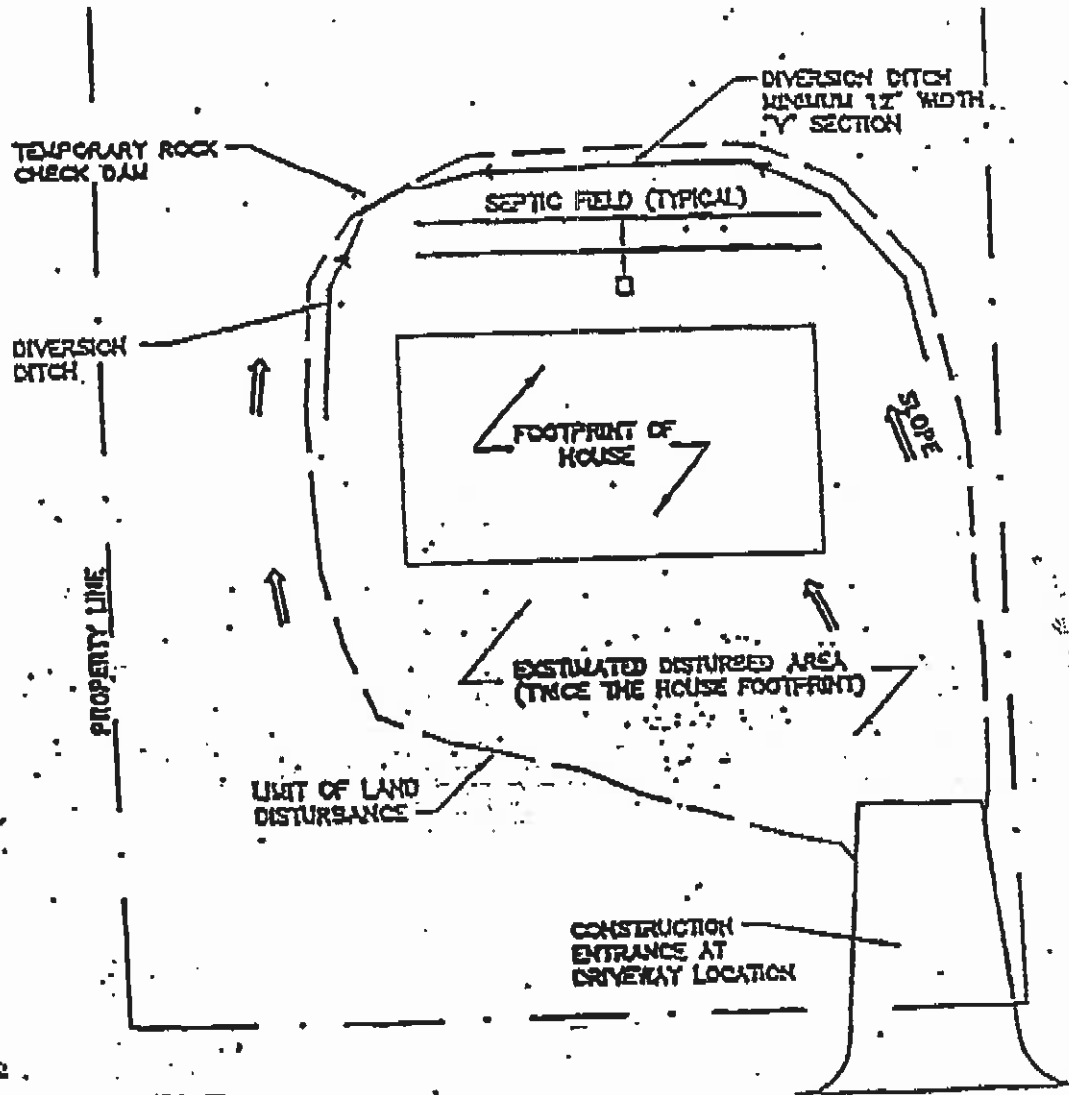 DIVERSION DITCH
MINIMUM 12" WIDTH
"V" SECTION
TEMPORARY ROCK
CHECK DAM
SEPTIC FIELD (TYPICAL)
DIVERSION
DITCH
SLOPE
FOOTPRINT OF
HOUSE
PROPERTY LINE
EXSTIMATED DISTURBED AREA
(TWICE THE HOUSE FOOTPRINT)
LIMIT OF LAND
DISTURBANCE
CONSTRUCTION
ENTRANCE AT
DRIVEWAY LOCATION